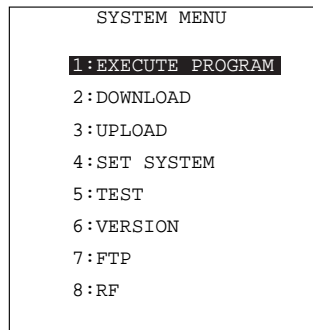 SYSTEM MENU
1:EXECUTE PROGRAM
2:DOWNLOAD
3:UPLOAD
4:SET SYSTEM
5:TEST
6:VERSION
7:FTP
8:RF